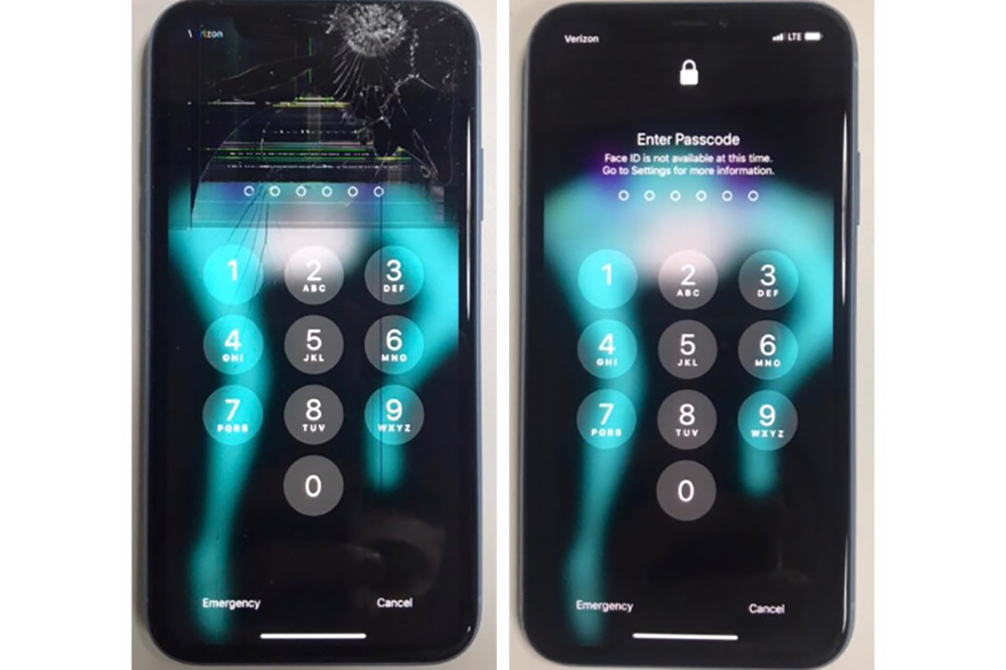 1 2 3
ABC DEF
4 5 6
GHI JKL MNO
7 8 9
PQRS TUV WXYZ
0
Emergency Cancel
Verizon LTE
Enter Passcode
Face ID is not available at this time.
Go to Settings for more information.
1 2 3
ABC DEF
4 5 6
GHI JKL MNO
7 8 9
PQRS TUV WXYZ
0
Emergency Cancel